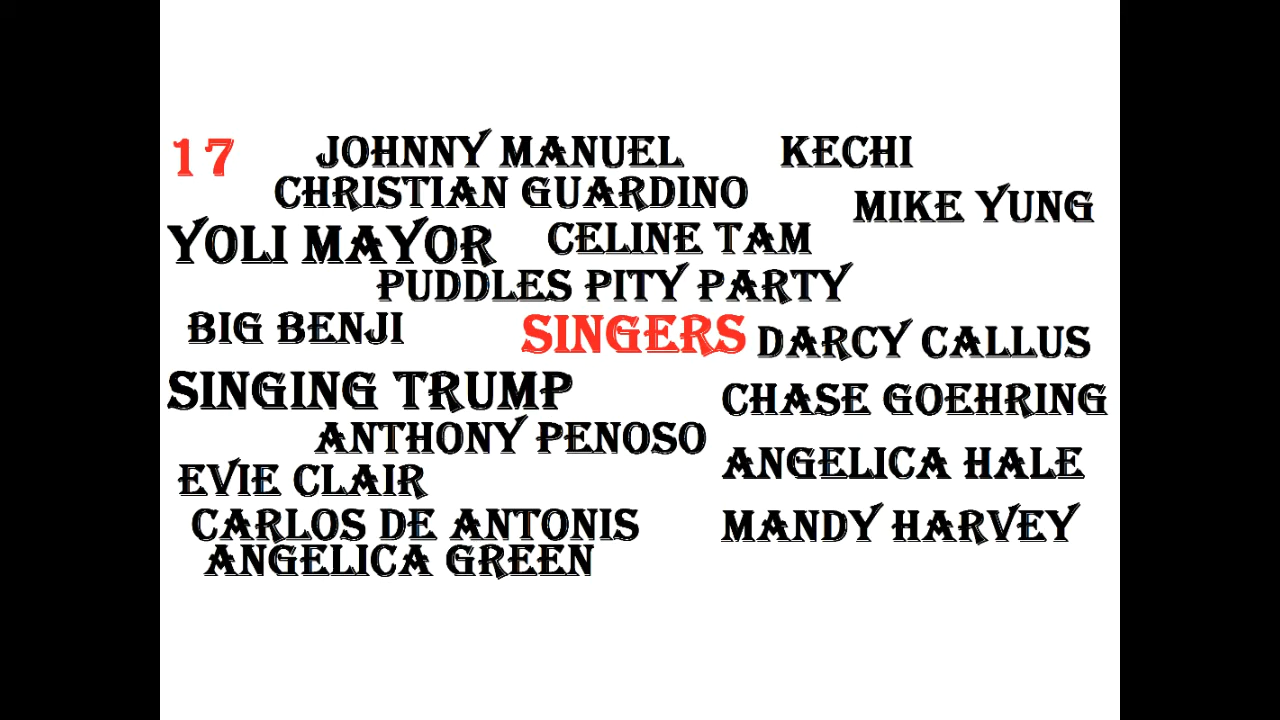 17
JOHNNY MANUEL
KECHI
CHRISTIAN GUARDINO
MIKE YUNG
YOLI MAYOR
CELINE TAM
PUDDLES PITY PARTY
BIG BENJI
SINGERS
DARCY CALLUS
SINGING TRUMP
CHASE GOEHRING
ANTHONY PENOSO
ANGELICA HALE
EVIE CLAIR
CARLOS DE ANTONIS
MANDY HARVEY
ANGELICA GREEN